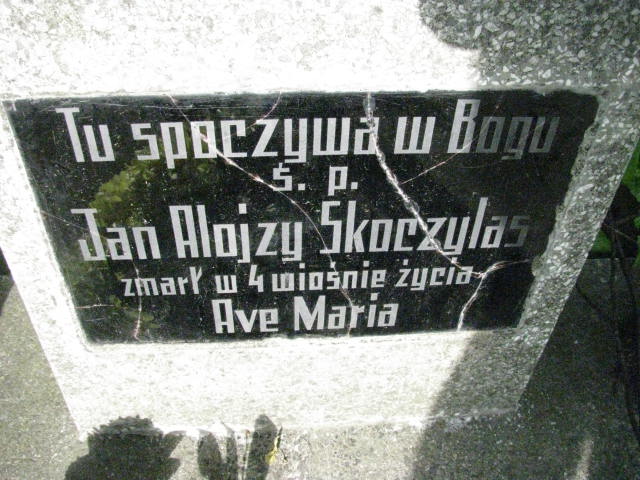 Tu spoczywa w Bogu
ś. p.
Jan Alojzy Skoczylas
zmarł w 4 wiośnie życia
Ave Maria